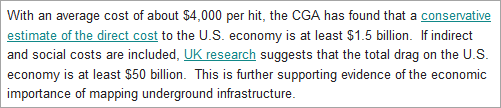 With an average cost of about $4,000 per hit, the CGA has found that a conservative
estimate of the direct cost to the U.S. economy is at least $1.5 billion.  If indirect
and social costs are included, UK research suggests that the total drag on the U.S.
economy is at least $50 billion.  This is further supporting evidence of the economic
importance of mapping underground infrastructure.